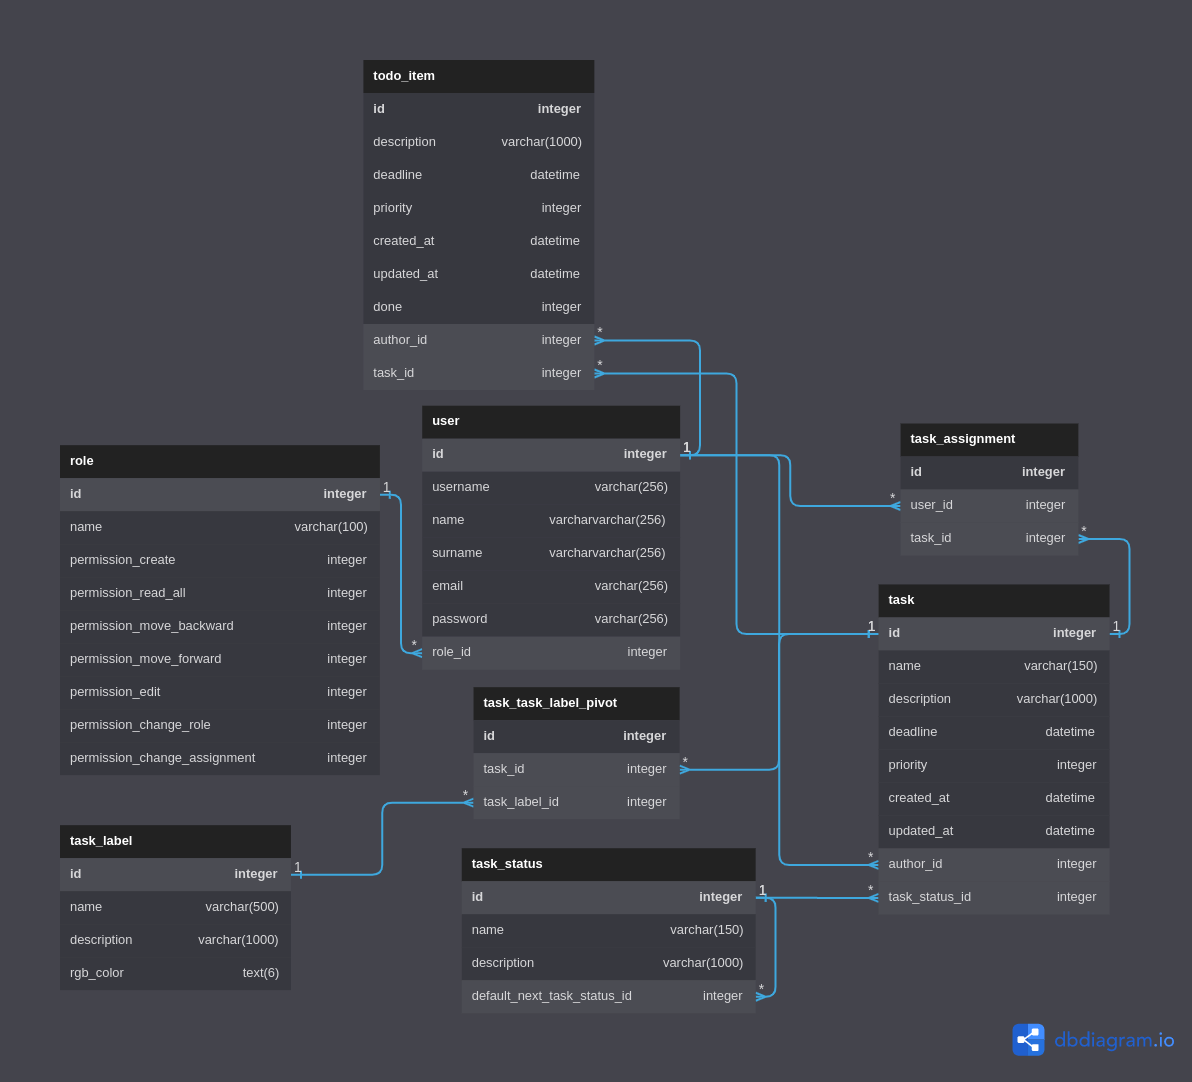 todo_item
id integer
description varchar(1000)
deadline datetime
priority integer
created_at datetime
updated_at datetime
done integer
author_id integer *
task_id integer *
user
id integer 1
username varchar(256)
name varcharvarchar(256)
surname varcharvarchar(256)
email varchar(256)
password varchar(256)
* role_id integer
role
id integer 1
name varchar(100)
permission_create integer
permission_read_all integer
permission_move_backward integer
permission_move_forward integer
permission_edit integer
permission_change_role integer
permission_change_assignment integer
task_assignment
id integer
* user_id integer
task_id integer *
task
1 id integer 1
name varchar(150)
description varchar(1000)
deadline datetime
priority integer
created_at datetime
updated_at datetime
* author_id integer
* task_status_id integer
task_task_label_pivot
id integer
task_id integer *
* task_label_id integer
task_label
id integer 1
name varchar(500)
description varchar(1000)
rgb_color text(6)
task_status
id integer 1
name varchar(150)
description varchar(1000)
default_next_task_status_id integer *
dbdiagram.io